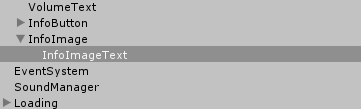 VolumeText
InfoButton
InfoImage
InfoImageText
EventSystem
SoundManager
Loading